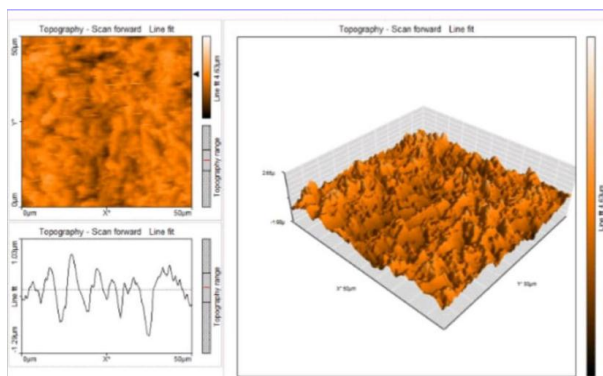 Topography - Scan forward Line fit
50µm
Y*
0µm
0µm X* 50µm
Line fit 4.63µm
Topography range
Topography - Scan forward Line fit
1.03µm
Line fit
-1.29µm
0µm X* 50µm
Topography range
Topography - Scan forward Line fit
X* 50µm
Y* 50µm
Line fit 4.63µm